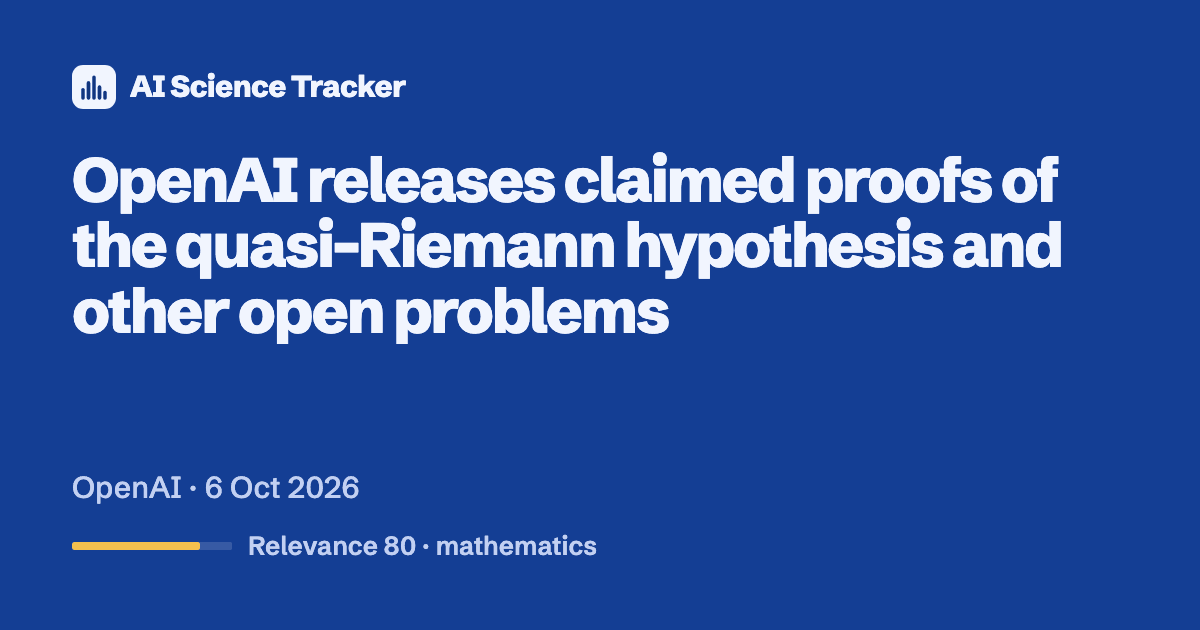 AI Science Tracker
OpenAI releases claimed proofs of
the quasi-Riemann hypothesis and
other open problems
OpenAI · 6 Oct 2026
Relevance 80 · mathematics